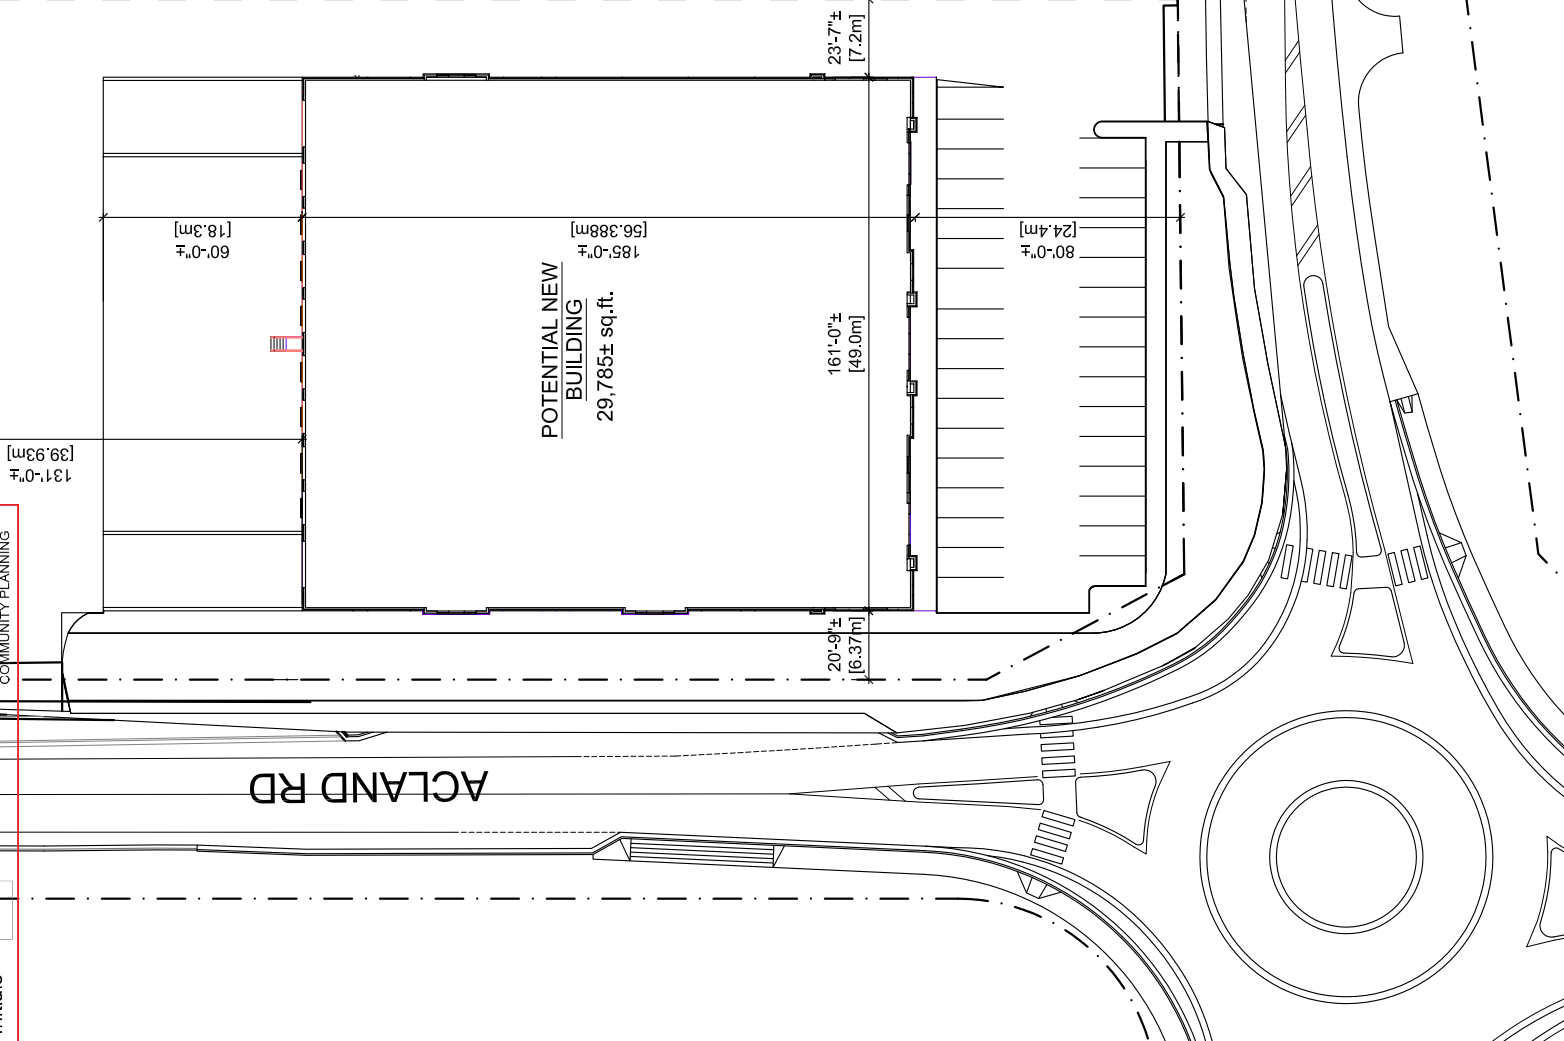 23'-7"±
[7.2m]
60'-0"±
[18.3m]
185'-0"±
[56.388m]
80'-0"±
[24.4m]
POTENTIAL NEW
BUILDING
29,785± sq.ft.
161'-0"±
[49.0m]
131'-0"±
[39.93m]
COMMUNITY PLANNING
20'-9"±
[6.37m]
ACLAND RD